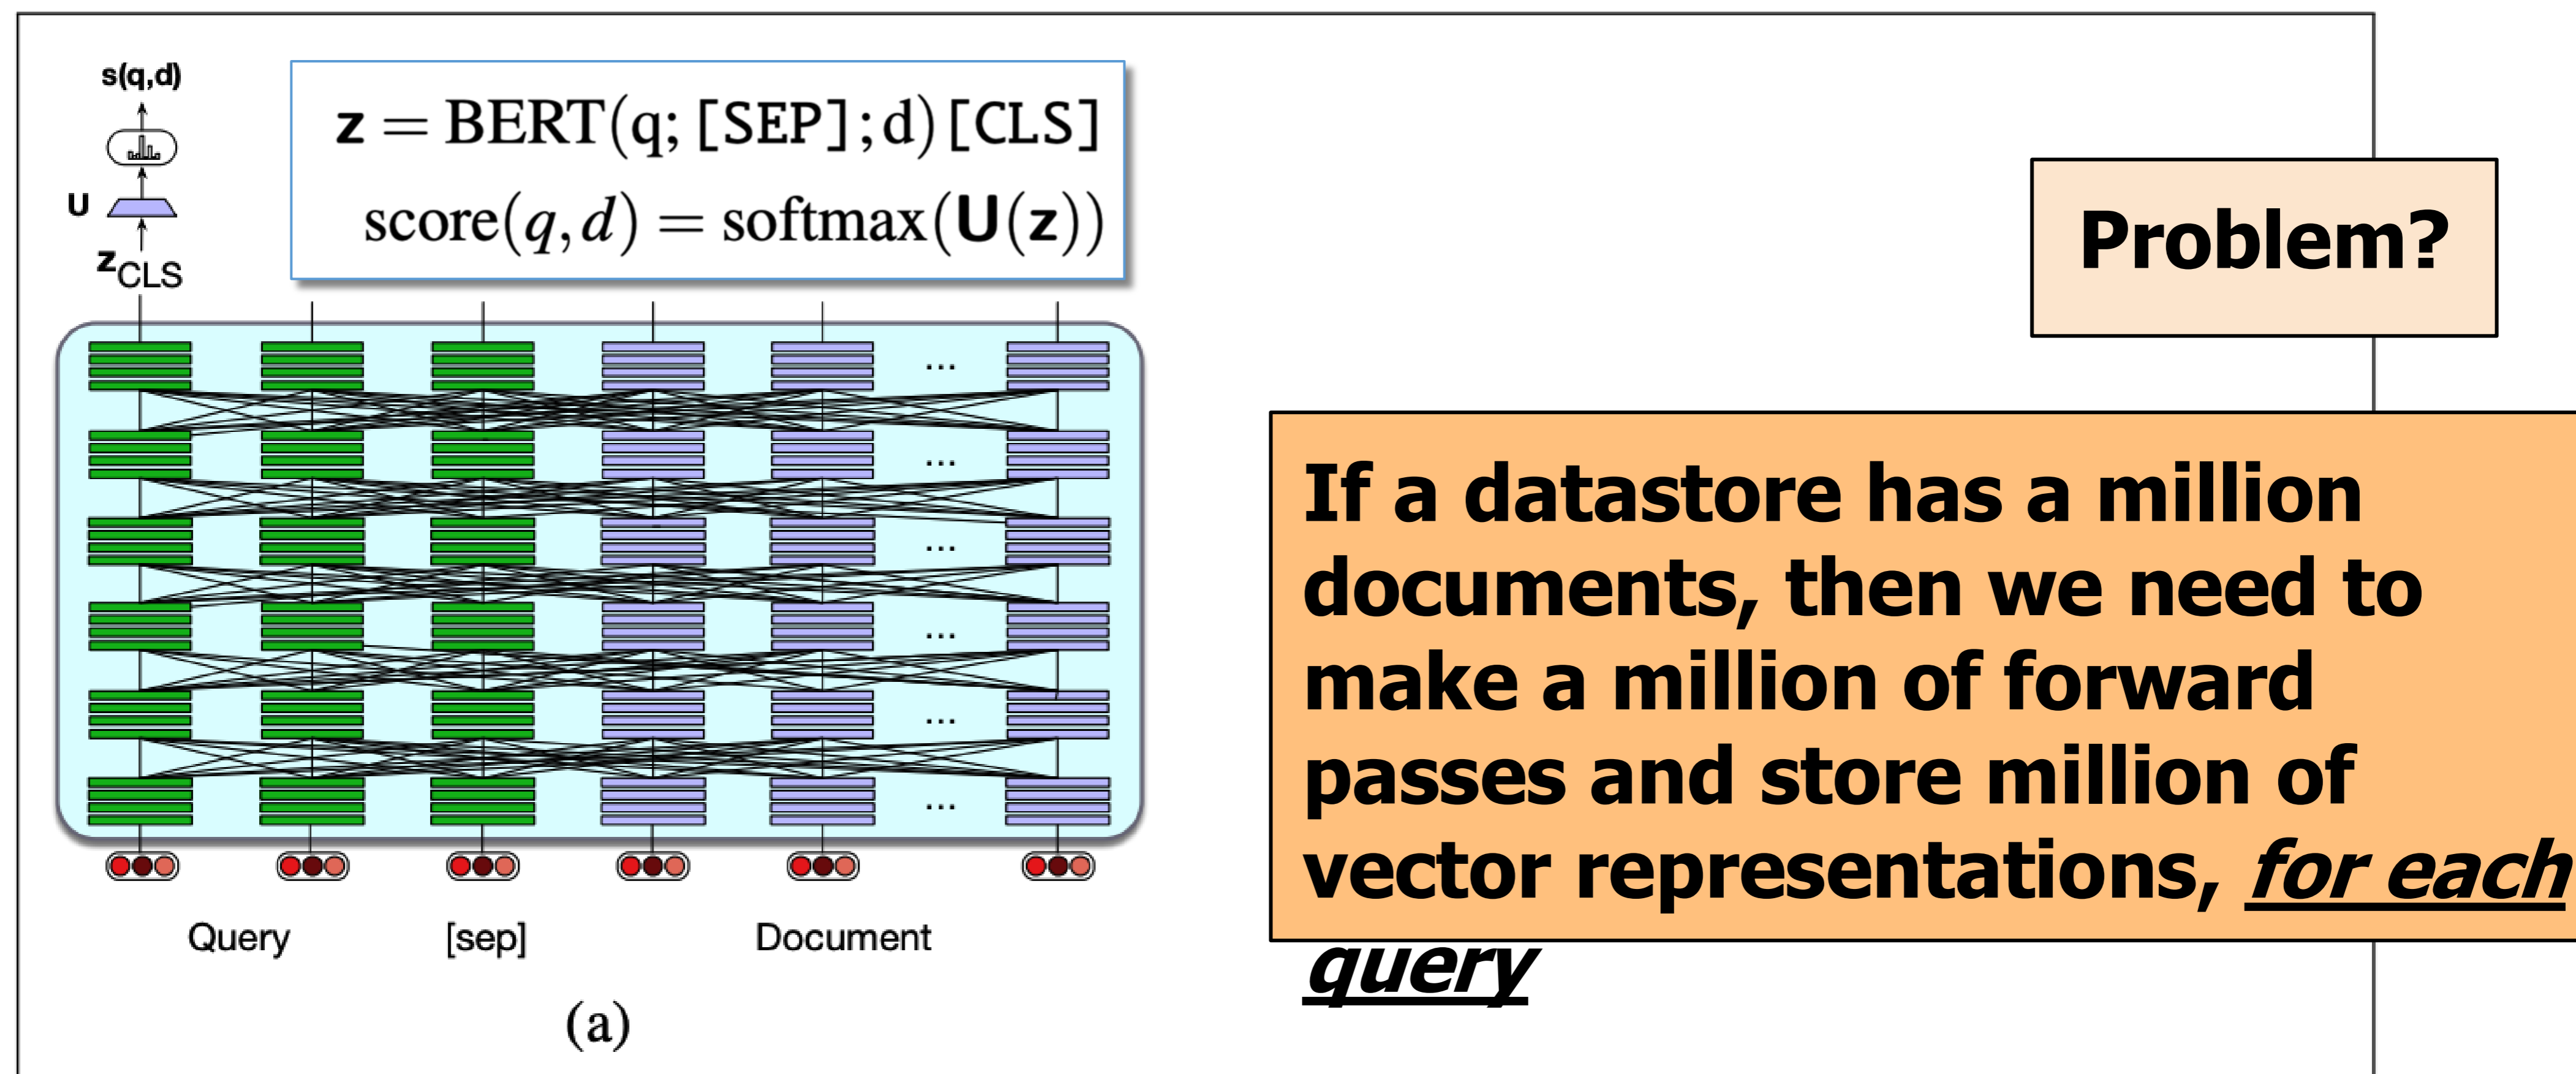 s(q,d)
U
zCLS
z = BERT(q; [SEP];d)[CLS]
score(q,d) = softmax(U(z))
Problem?
...
...
...
...
...
...
Query [sep] Document
(a)
If a datastore has a million
documents, then we need to
make a million of forward
passes and store million of
vector representations, for each
query